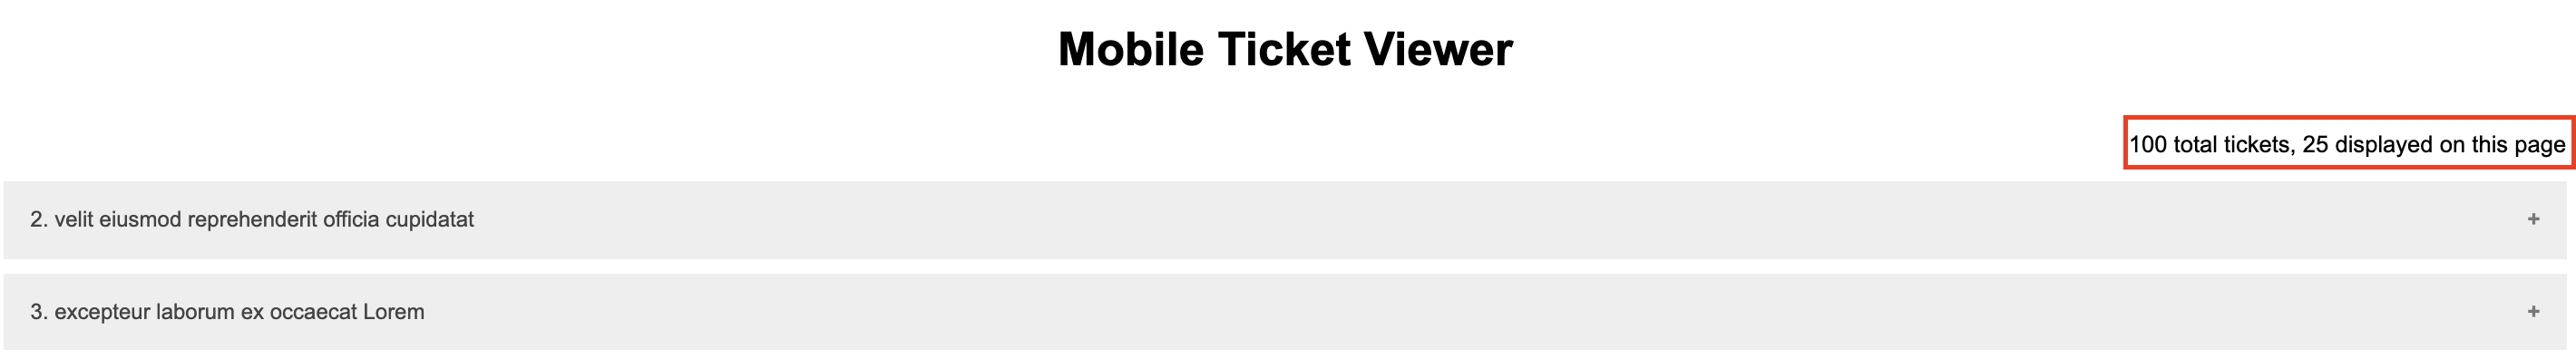 Mobile Ticket Viewer
100 total tickets, 25 displayed on this page
2. velit eiusmod reprehenderit officia cupidatat
+
3. excepteur laborum ex occaecat Lorem
+